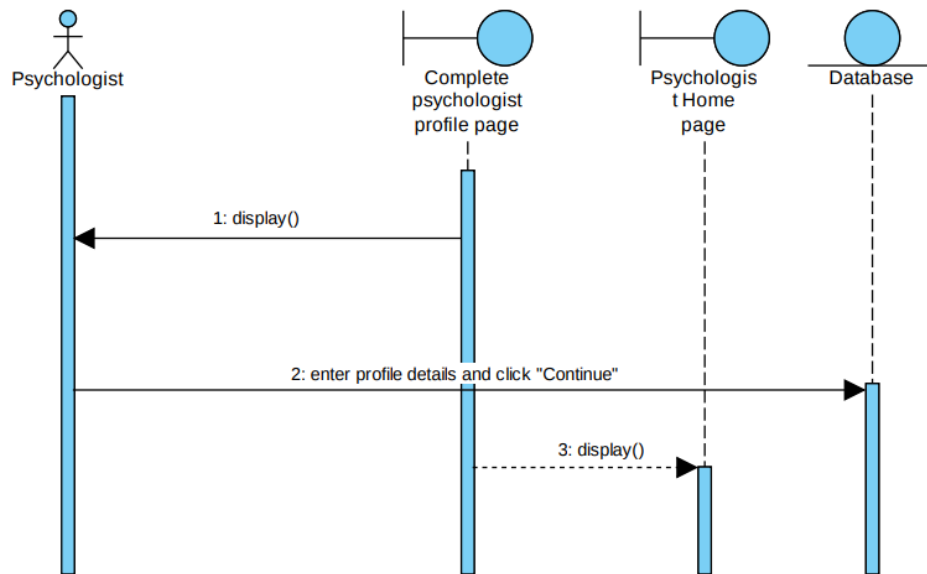 Psychologist
Complete
psychologist
profile page
Psychologis
t Home
page
Database
1: display()
2: enter profile details and click "Continue"
3: display()